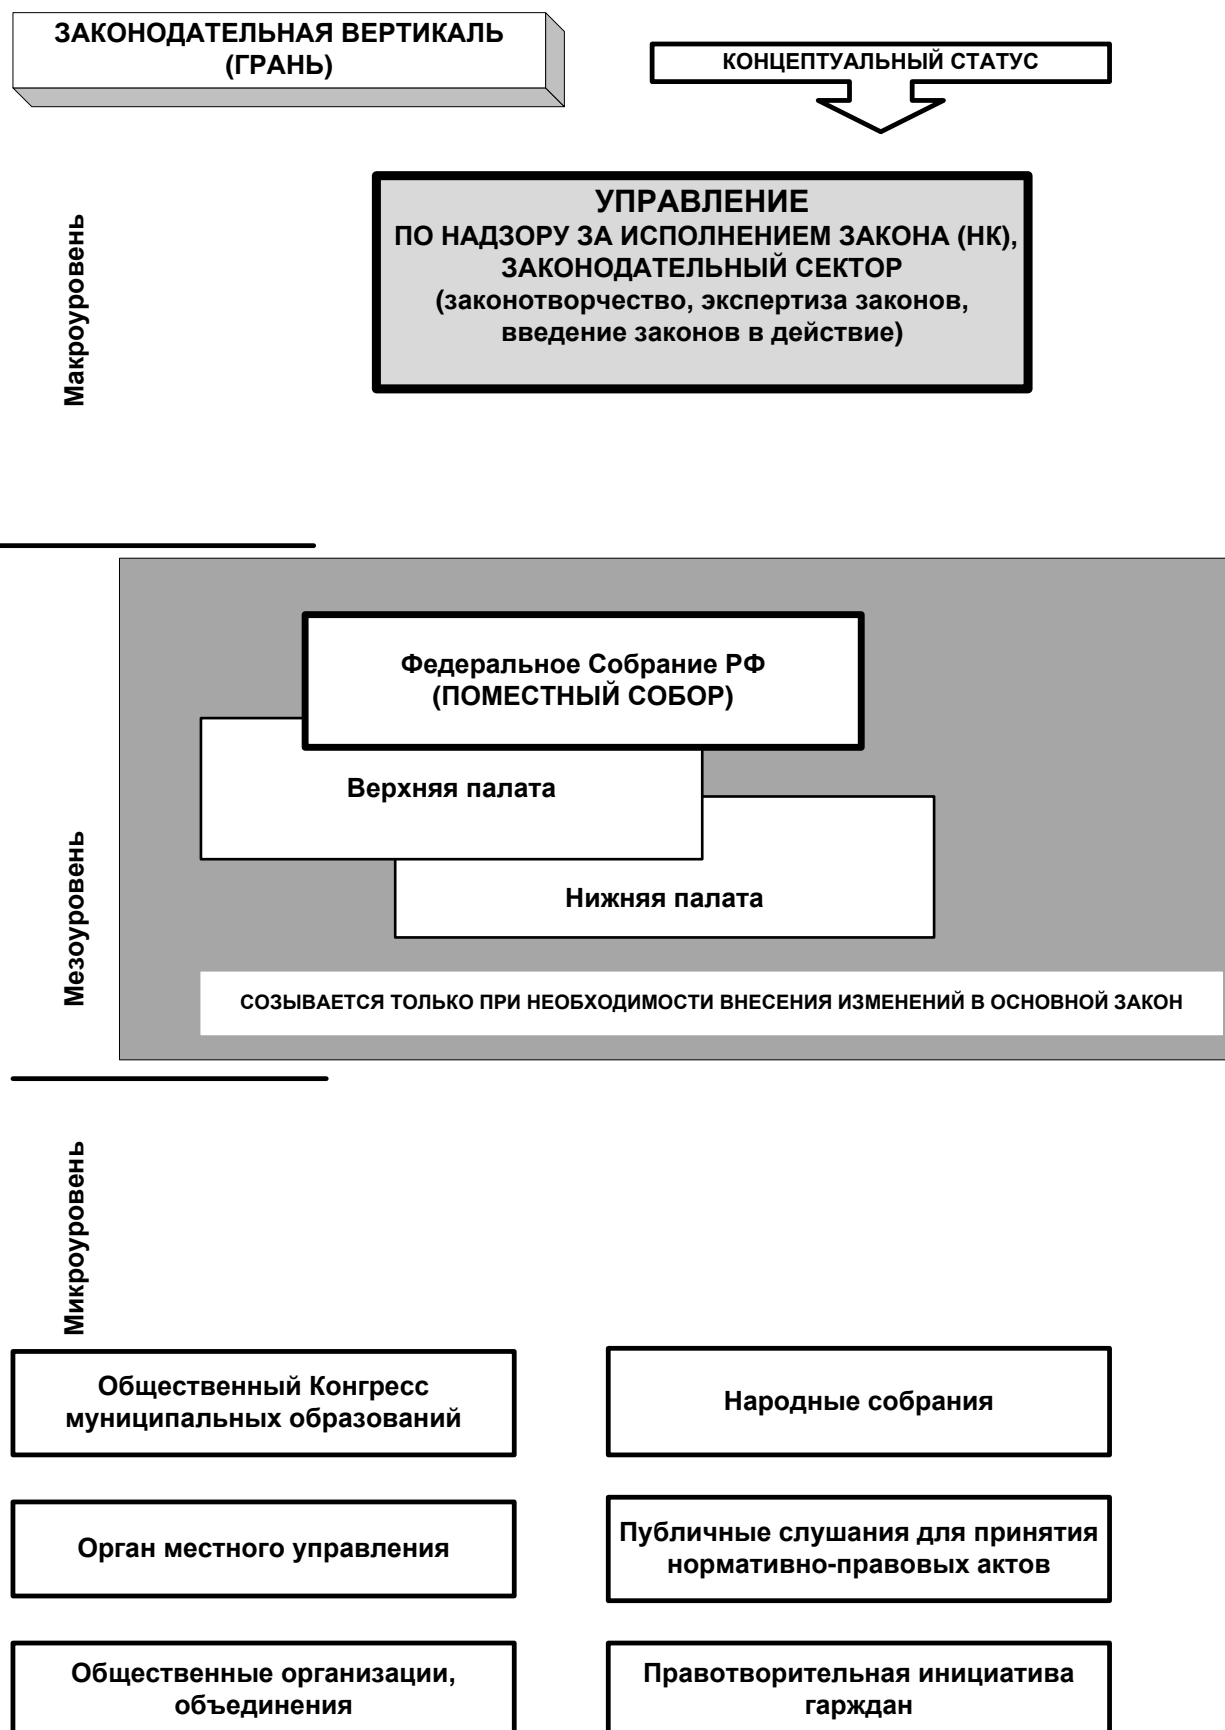 ЗАКОНОДАТЕЛЬНАЯ ВЕРТИКАЛЬ
(ГРАНЬ)
КОНЦЕПТУАЛЬНЫЙ СТАТУС
Макроуровень
УПРАВЛЕНИЕ
ПО НАДЗОРУ ЗА ИСПОЛНЕНИЕМ ЗАКОНА (НК),
ЗАКОНОДАТЕЛЬНЫЙ СЕКТОР
(законотворчество, экспертиза законов,
введение законов в действие)
Мезоуровень
Федеральное Собрание РФ
(ПОМЕСТНЫЙ СОБОР)
Верхняя палата
Нижняя палата
СОЗЫВАЕТСЯ ТОЛЬКО ПРИ НЕОБХОДИМОСТИ ВНЕСЕНИЯ ИЗМЕНЕНИЙ В ОСНОВНОЙ ЗАКОН
Микроуровень
Общественный Конгресс
муниципальных образований
Народные собрания
Орган местного управления
Публичные слушания для принятия
нормативно-правовых актов
Общественные организации,
объединения
Правотворительная инициатива
гарждан